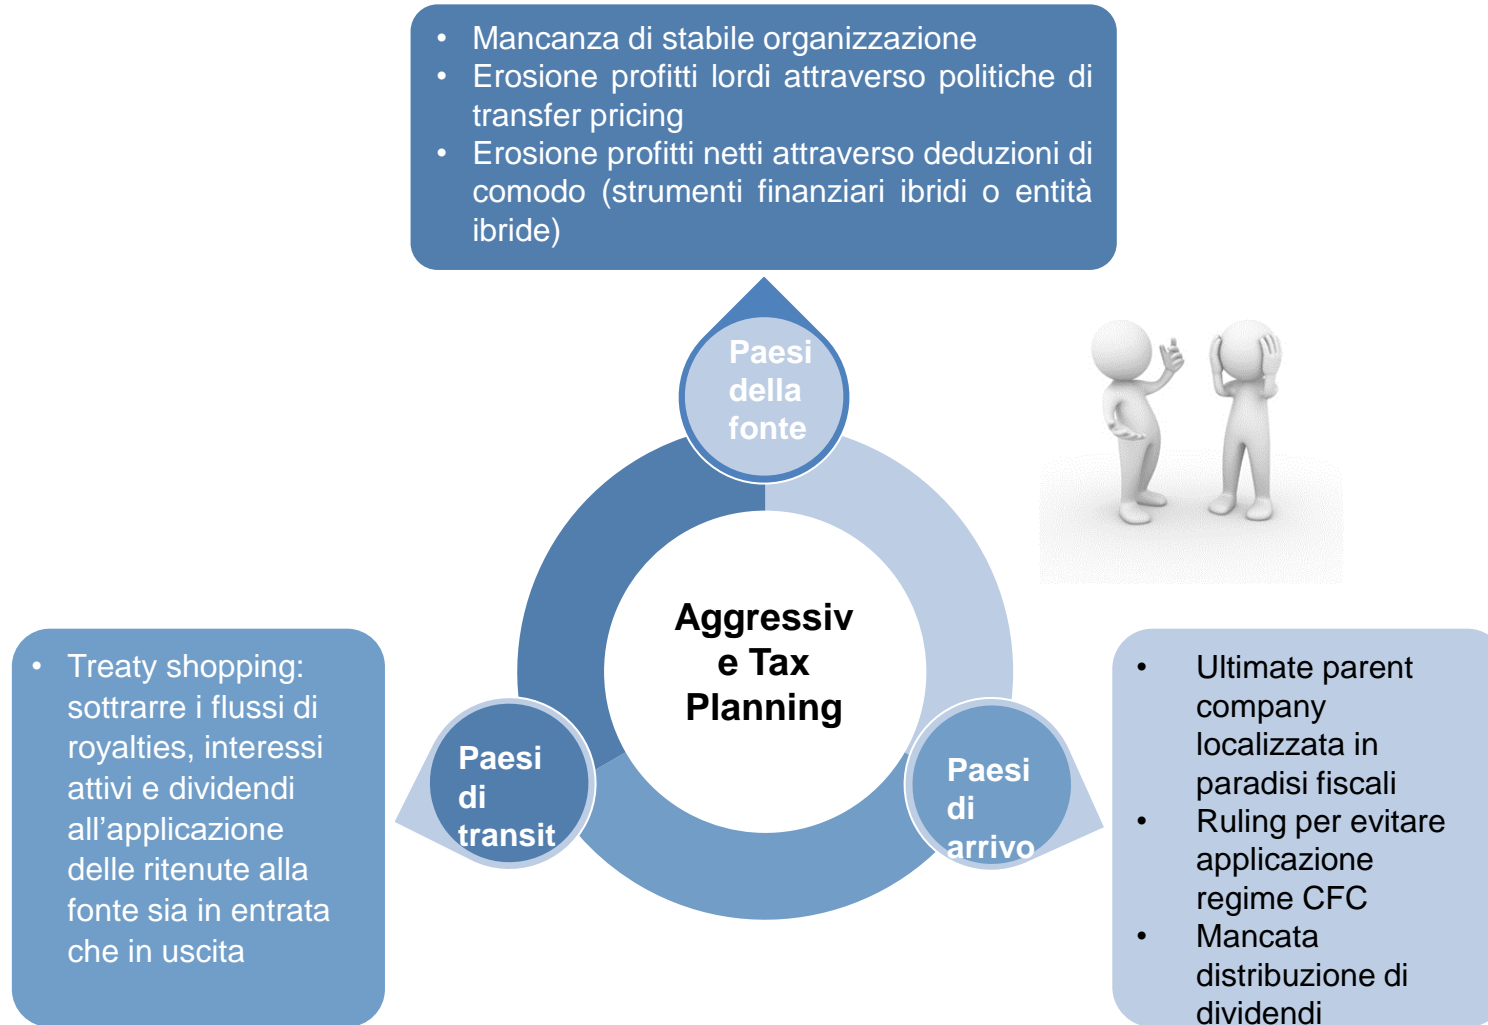 • Mancanza di stabile organizzazione
• Erosione profitti lordi attraverso politiche di
transfer pricing
• Erosione profitti netti attraverso deduzioni di
comodo (strumenti finanziari ibridi o entità
ibride)
Paesi
della
fonte
Aggressiv
e Tax
Planning
• Treaty shopping:
sottrarre i flussi di
royalties, interessi
attivi e dividendi
all’applicazione
delle ritenute alla
fonte sia in entrata
che in uscita
Paesi
di
transit
Paesi
di
arrivo
• Ultimate parent
company
localizzata in
paradisi fiscali
• Ruling per evitare
applicazione
regime CFC
• Mancata
distribuzione di
dividendi